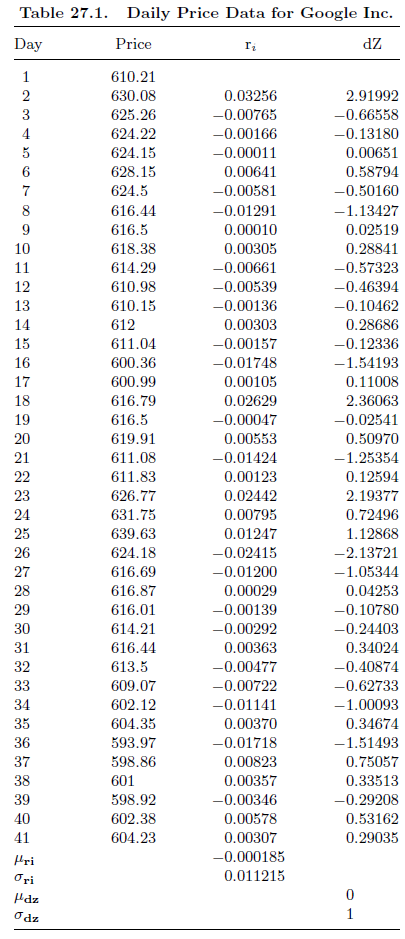 Table 27.1. Daily Price Data for Google Inc.
Day Price rᵢ dZ
1 610.21
2 630.08 0.03256 2.91992
3 625.26 −0.00765 −0.66558
4 624.22 −0.00166 −0.13180
5 624.15 −0.00011 0.00651
6 628.15 0.00641 0.58794
7 624.5 −0.00581 −0.50160
8 616.44 −0.01291 −1.13427
9 616.5 0.00010 0.02519
10 618.38 0.00305 0.28841
11 614.29 −0.00661 −0.57323
12 610.98 −0.00539 −0.46394
13 610.15 −0.00136 −0.10462
14 612 0.00303 0.28686
15 611.04 −0.00157 −0.12336
16 600.36 −0.01748 −1.54193
17 600.99 0.00105 0.11008
18 616.79 0.02629 2.36063
19 616.5 −0.00047 −0.02541
20 619.91 0.00553 0.50970
21 611.08 −0.01424 −1.25354
22 611.83 0.00123 0.12594
23 626.77 0.02442 2.19377
24 631.75 0.00795 0.72496
25 639.63 0.01247 1.12868
26 624.18 −0.02415 −2.13721
27 616.69 −0.01200 −1.05344
28 616.87 0.00029 0.04253
29 616.01 −0.00139 −0.10780
30 614.21 −0.00292 −0.24403
31 616.44 0.00363 0.34024
32 613.5 −0.00477 −0.40874
33 609.07 −0.00722 −0.62733
34 602.12 −0.01141 −1.00093
35 604.35 0.00370 0.34674
36 593.97 −0.01718 −1.51493
37 598.86 0.00823 0.75057
38 601 0.00357 0.33513
39 598.92 −0.00346 −0.29208
40 602.38 0.00578 0.53162
41 604.23 0.00307 0.29035
μri −0.000185
σri 0.011215
μdz 0
σdz 1